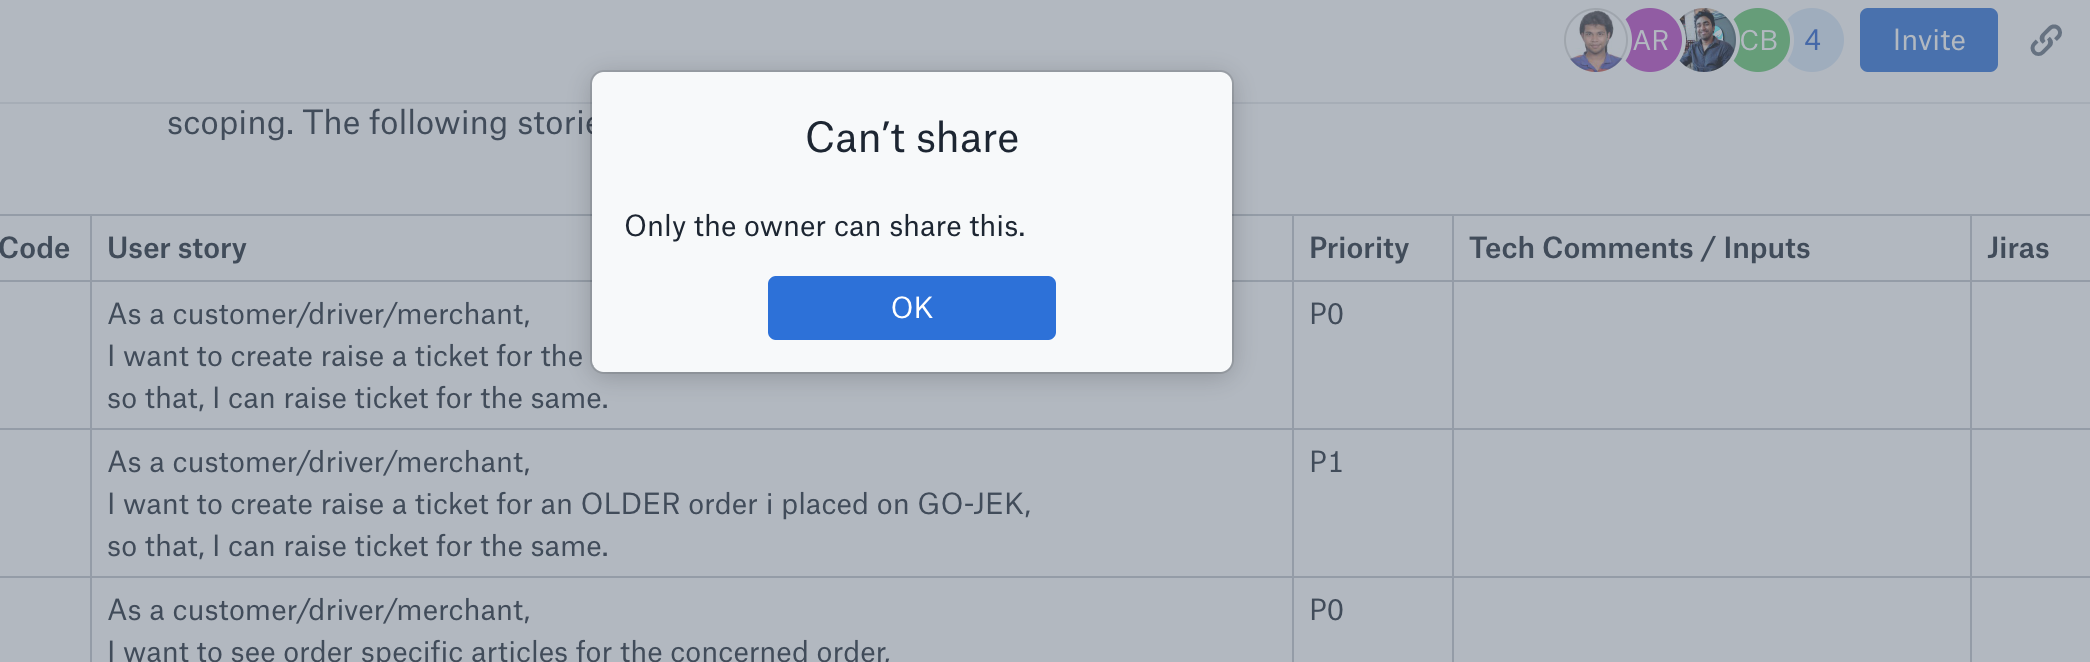 AR
CB
4
Invite
scoping. The following
Can't share
Only the owner can share this.
OK
Code
User story
Priority
Tech Comments / Inputs
Jiras
As a customer/driver/merchant,
I want to create raise a ticket for the
so that, I can raise ticket for the same.
P0
As a customer/driver/merchant,
I want to create raise a ticket for an OLDER order i placed on GO-JEK,
so that, I can raise ticket for the same.
P1
As a customer/driver/merchant,
I want to see order specific articles for the concerned order,
P0